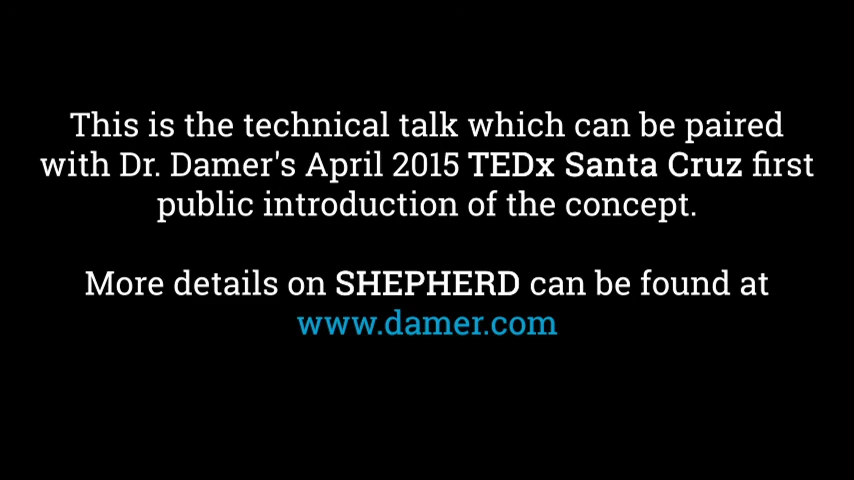 This is the technical talk which can be paired
with Dr. Damer's April 2015 TEDx Santa Cruz first
public introduction of the concept.
More details on SHEPHERD can be found at
www.damer.com